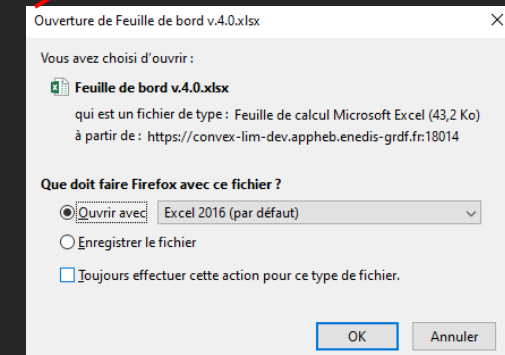 Ouverture de Feuille de bord v.4.0.xlsx
Vous avez choisi d'ouvrir :
Feuille de bord v.4.0.xlsx
qui est un fichier de type : Feuille de calcul Microsoft Excel (43,2 Ko)
à partir de : https://convex-lim-dev.appheb.enedis-grdf.fr:18014
Que doit faire Firefox avec ce fichier ?
Ouvrir avec Excel 2016 (par défaut)
Enregistrer le fichier
Toujours effectuer cette action pour ce type de fichier.
OK Annuler